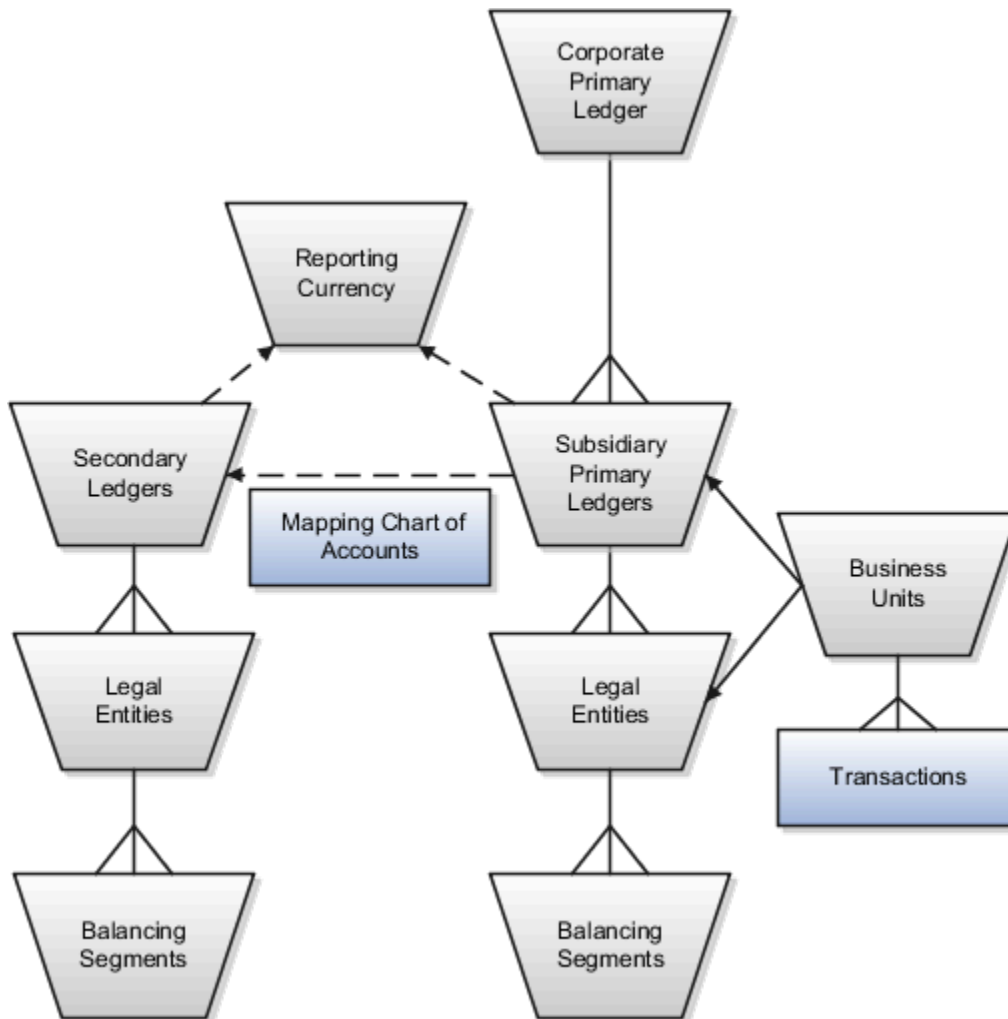 Corporate
Primary
Ledger
Reporting
Currency
Secondary
Ledgers
Subsidiary
Primary
Ledgers
Mapping Chart of
Accounts
Business
Units
Legal
Entities
Legal
Entities
Transactions
Balancing
Segments
Balancing
Segments